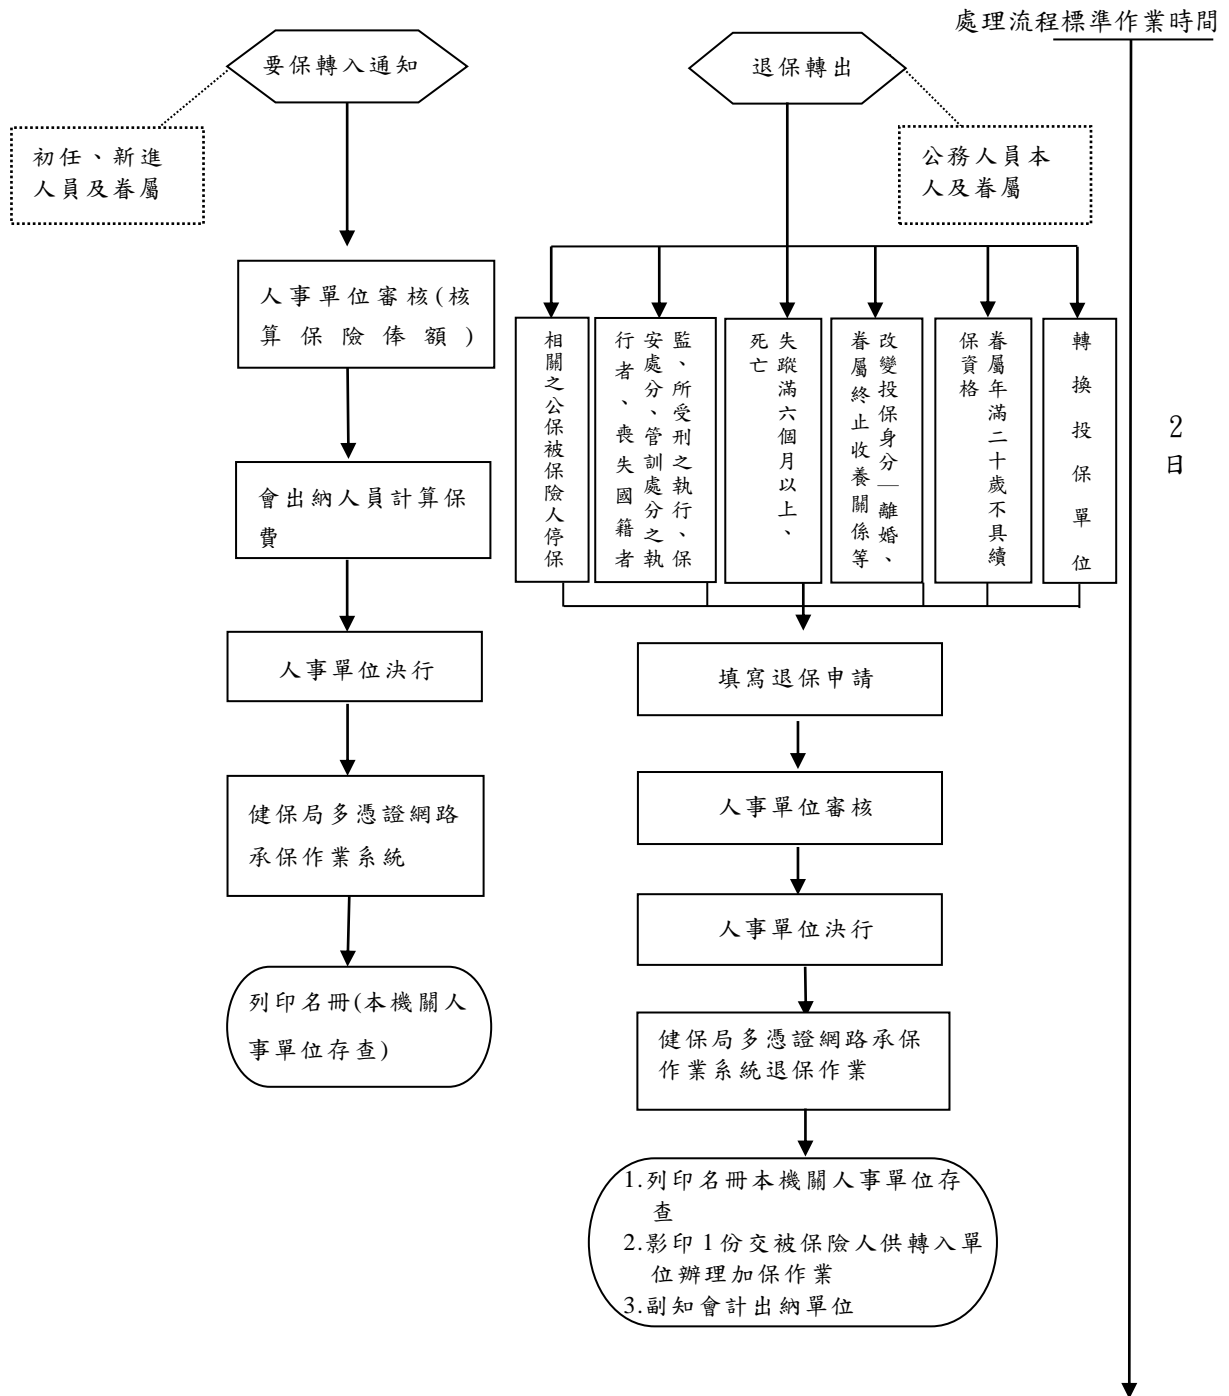 處理流程標準作業時間
要保轉入通知
初任、新進
人員及眷屬
人事單位審核(核
算保險俸額)
會出納人員計算保
費
人事單位決行
健保局多憑證網路
承保作業系統
列印名冊(本機關人
事單位存查)
退保轉出
公務人員本
人及眷屬
相關之公保被保險人停保
監、所受刑之執行、保
安處分、管訓處分之執
行者、喪失國籍者
失蹤滿六個月以上、
死亡
改變投保身分—離婚、
眷屬終止收養關係等
眷屬年滿二十歲不具續
保資格
轉換投保單位
填寫退保申請
人事單位審核
人事單位決行
健保局多憑證網路承保
作業系統退保作業
1.列印名冊本機關人事單位存
查
2.影印1份交被保險人供轉入單
位辦理加保作業
3.副知會計出納單位
2
日